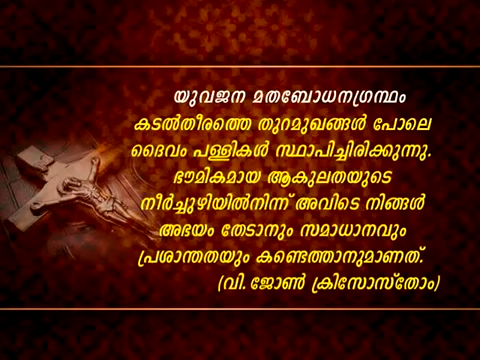 യുവജന മതബോധനഗ്രന്ഥം
കടൽതീരത്തെ തുറമുഖങ്ങൾ പോലെ
ദൈവം പള്ളികൾ സ്ഥാപിച്ചിരിക്കുന്നു.
ഭൗമികമായ ആകുലതയുടെ
നീർച്ചുഴിയിൽനിന്ന് അവിടെ നിങ്ങൾ
അഭയം തേടാനും സമാധാനവും
പ്രശാന്തതയും കണ്ടെത്താനുമാണത്.
(വി. ജോൺ ക്രിസോസ്തോം)